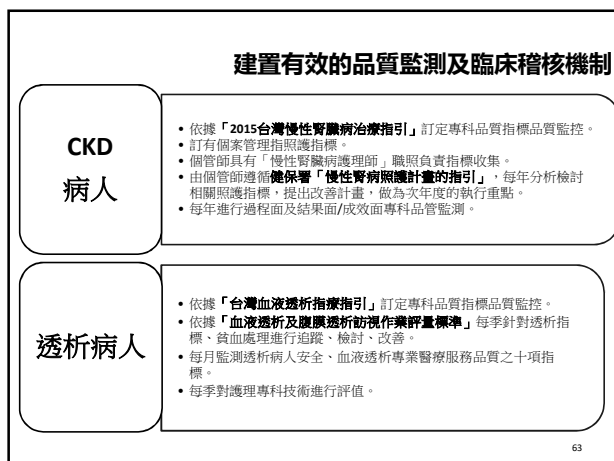 建置有效的品質監測及臨床稽核機制
CKD
病人
• 依據「2015台灣慢性腎臟病治療指引」訂定專科品質指標品質監控。
• 訂有個案管理指照護指標。
• 個管師具有「慢性腎臟病護理師」職照負責指標收集。
• 由個管師遵循健保署「慢性腎病照護計畫的指引」，每年分析檢討
相關照護指標，提出改善計畫，做為次年度的執行重點。
• 每年進行過程面及結果面/成效面專科品管監測。
透析病人
• 依據「台灣血液透析指療指引」訂定專科品質指標品質監控。
• 依據「血液透析及腹膜透析訪視作業評量標準」每季針對透析指
標、貧血處理進行追蹤、檢討、改善。
• 每月監測透析病人安全、血液透析專業醫療服務品質之十項指
標。
• 每季對護理專科技術進行評值。
63